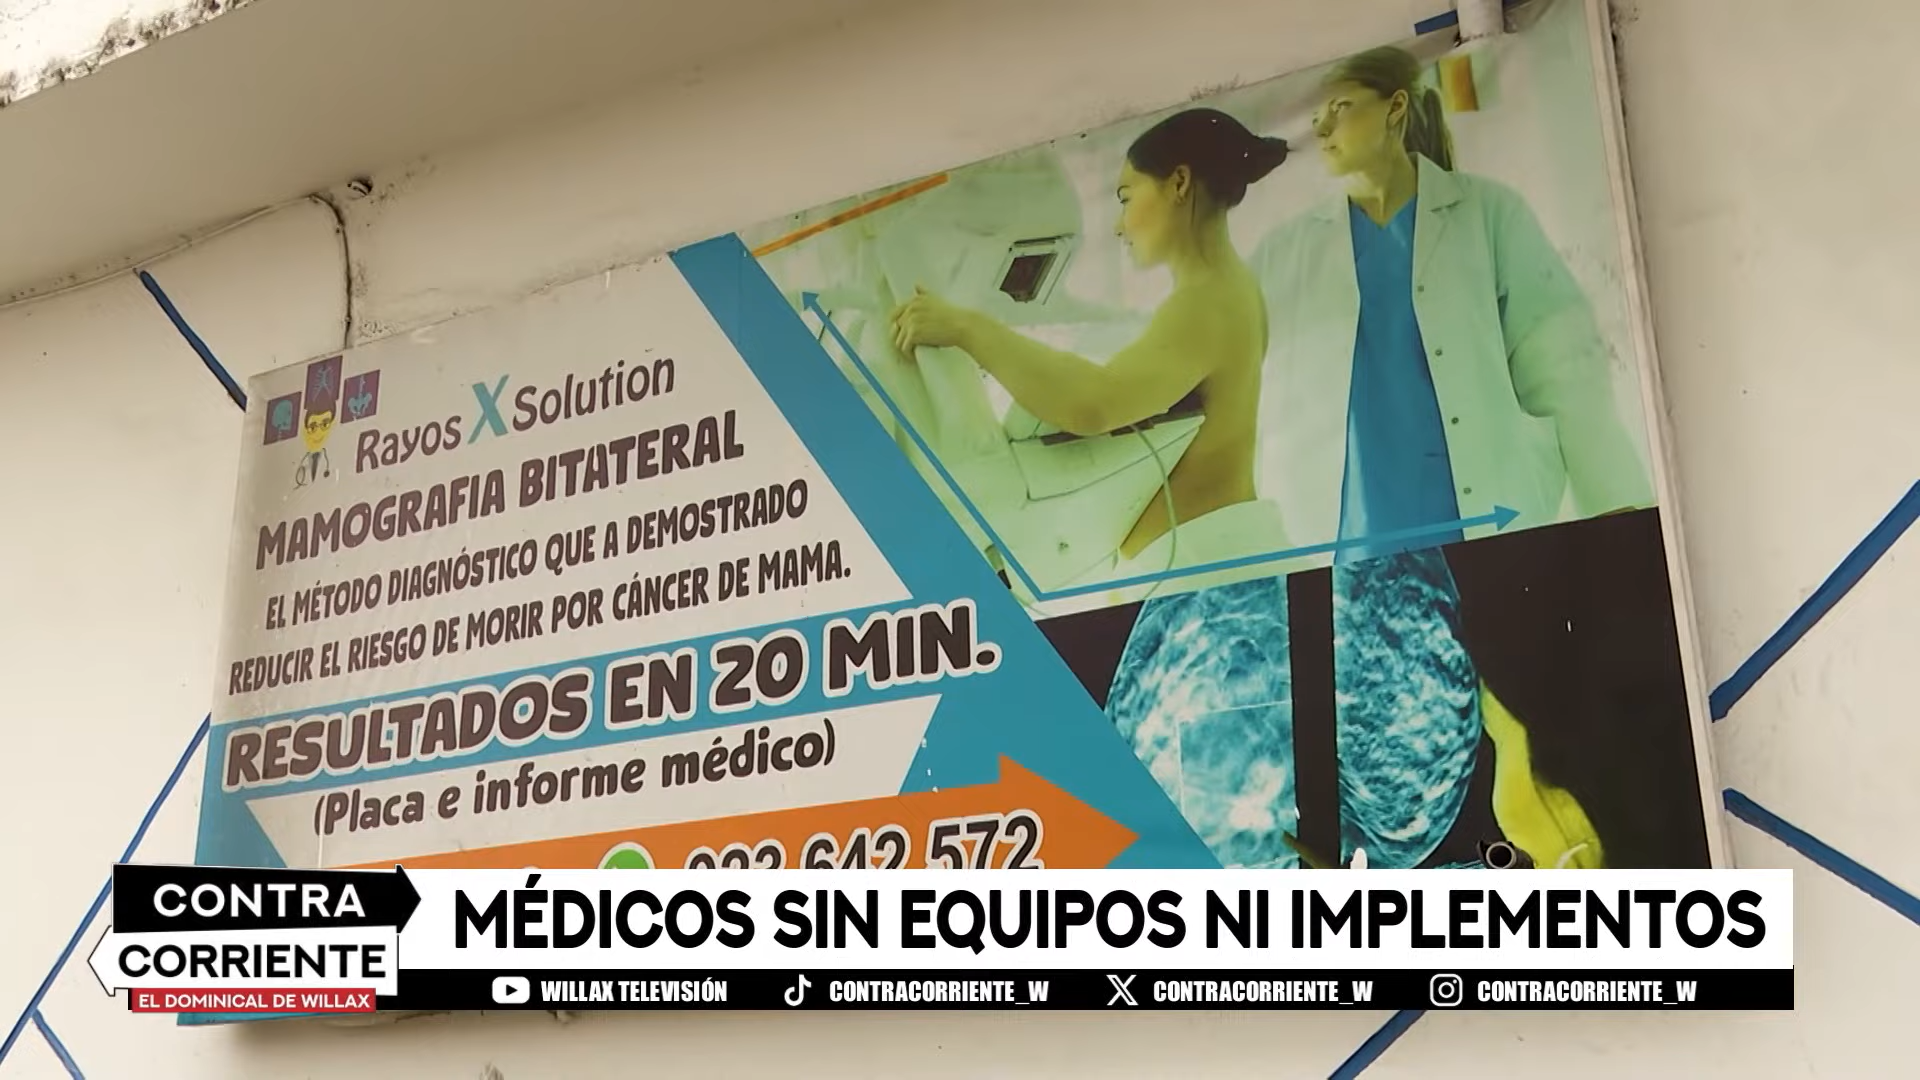 Rayos X Solution
MAMOGRAFIA BITATERAL
EL MÉTODO DIAGNÓSTICO QUE A DEMOSTRADO
REDUCIR EL RIESGO DE MORIR POR CÁNCER DE MAMA.
RESULTADOS EN 20 MIN.
(Placa e informe médico)
642 572
CONTRA
CORRIENTE
EL DOMINICAL DE WILLAX
MÉDICOS SIN EQUIPOS NI IMPLEMENTOS
WILLAX TELEVISIÓN CONTRACORRIENTE_W CONTRACORRIENTE_W CONTRACORRIENTE_W